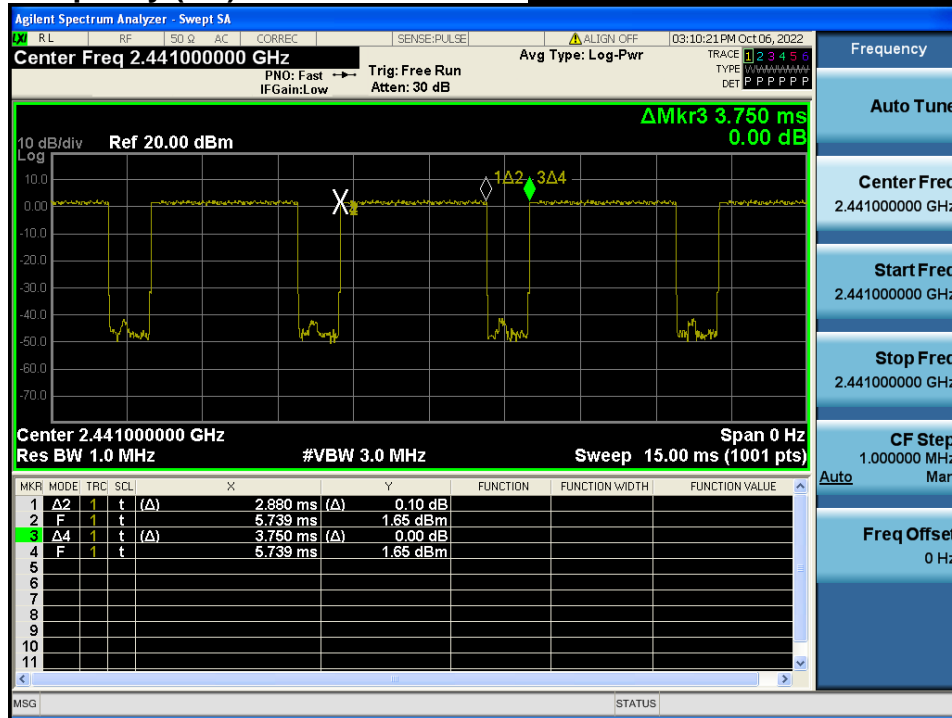 Agilent Spectrum Analyzer - Swept SA
LXI RL RF 50 Ω AC CORREC SENSE:PULSE ALIGN OFF 03:10:21 PM Oct 06, 2022
Center Freq 2.441000000 GHz
Avg Type: Log-Pwr
TRACE 1 2 3 4 5 6
PNO: Fast Trig: Free Run
TYPE WWWWWW
IFGain:Low Atten: 30 dB
DET P P P P P P
ΔMkr3 3.750 ms
0.00 dB
10 dB/div Ref 20.00 dBm
Log
10.0
0.00
-10.0
-20.0
-30.0
-40.0
-50.0
-60.0
-70.0
X
1Δ2 3Δ4
Center 2.441000000 GHz Span 0 Hz
Res BW 1.0 MHz #VBW 3.0 MHz Sweep 15.00 ms (1001 pts)
MKR MODE TRC SCL X Y FUNCTION FUNCTION WIDTH FUNCTION VALUE
1 Δ2 1 t (Δ) 2.880 ms (Δ) 0.10 dB
2 F 1 t 5.739 ms 1.65 dBm
3 Δ4 1 t (Δ) 3.750 ms (Δ) 0.00 dB
4 F 1 t 5.739 ms 1.65 dBm
5
6
7
8
9
10
11
MSG STATUS
Frequency
Auto Tune
Center Freq
2.441000000 GHz
Start Freq
2.441000000 GHz
Stop Freq
2.441000000 GHz
CF Step
1.000000 MHz
Auto Man
Freq Offset
0 Hz